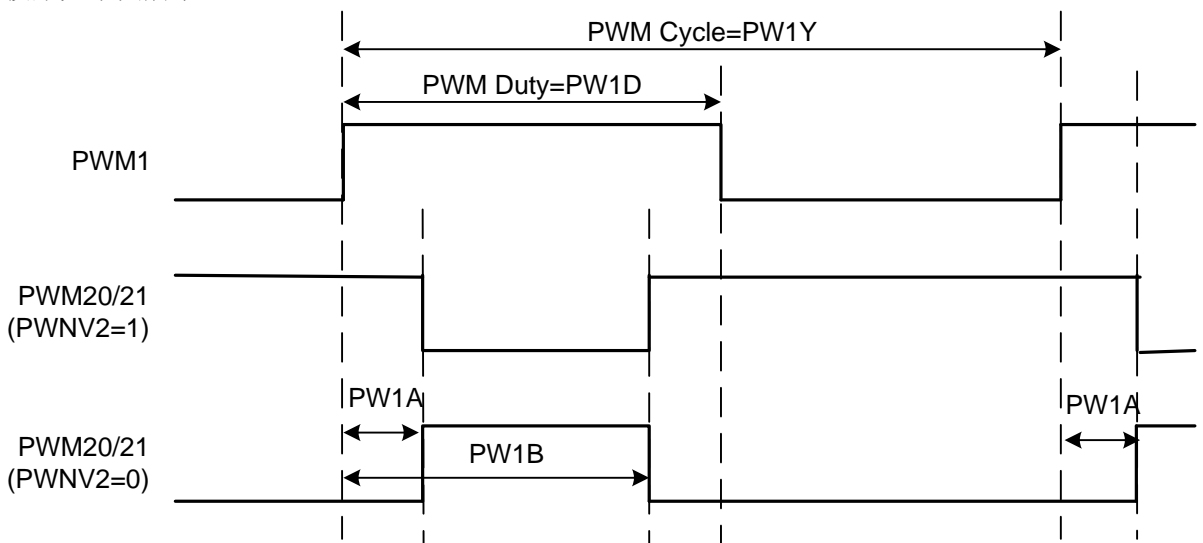 PWM Cycle=PW1Y
PWM Duty=PW1D
PWM1
PWM20/21
(PWNV2=1)
PW1A
PW1A
PWM20/21
(PWNV2=0)
PW1B